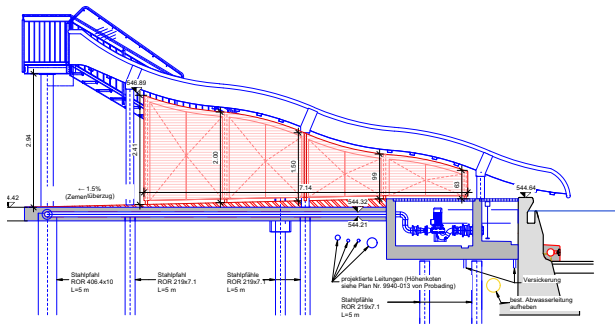 546.89
2.94
2.41
2.00
1.50
.99
.63
7.14
← 1.5%
(Zementüberzug)
4.42
544.32
544.21
544.64
Stahlpfahl
ROR 406.4x10
L=5 m
Stahlpfahl
ROR 219x7.1
L=5 m
Stahlpfähle
ROR 219x7.1
L=5 m
projektierte Leitungen (Höhenkoten
siehe Plan Nr. 9940-013 von Probading)
Stahlpfähle
ROR 219x7.1
L=5 m
Versickerung
best. Abwasserleitung
aufheben